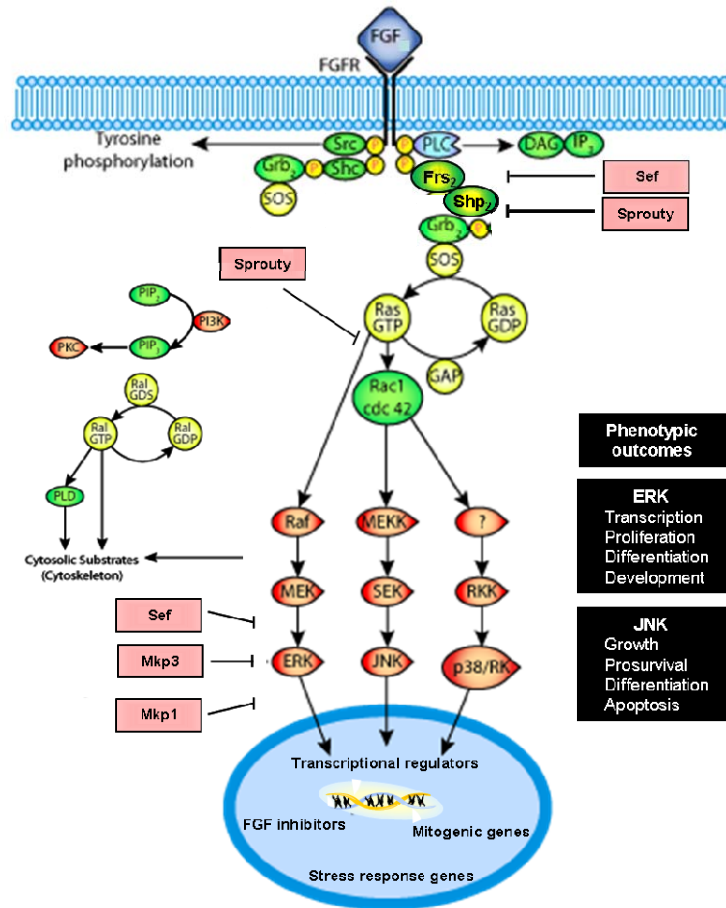 FGF
FGFR
Tyrosine
phosphorylation
Src
P
P
PLC
DAG
IP3
Grb2
P
Shc
P
P
Frs2
SOS
Shp2
Grb2
P
SOS
Sef
Sprouty
Sprouty
PIP2
PI3K
PKC
PIP3
Ras
GTP
Ras
GDP
GAP
Rac1
cdc 42
Ral
GDS
Ral
GTP
Ral
GDP
PLD
Cytosolic Substrates
(Cytoskeleton)
Raf
MEKK
?
MEK
SEK
RKK
ERK
JNK
p38/RK
Sef
Mkp3
Mkp1
Phenotypic
outcomes
ERK
Transcription
Proliferation
Differentiation
Development
JNK
Growth
Prosurvival
Differentiation
Apoptosis
Transcriptional regulators
FGF inhibitors
Mitogenic genes
Stress response genes